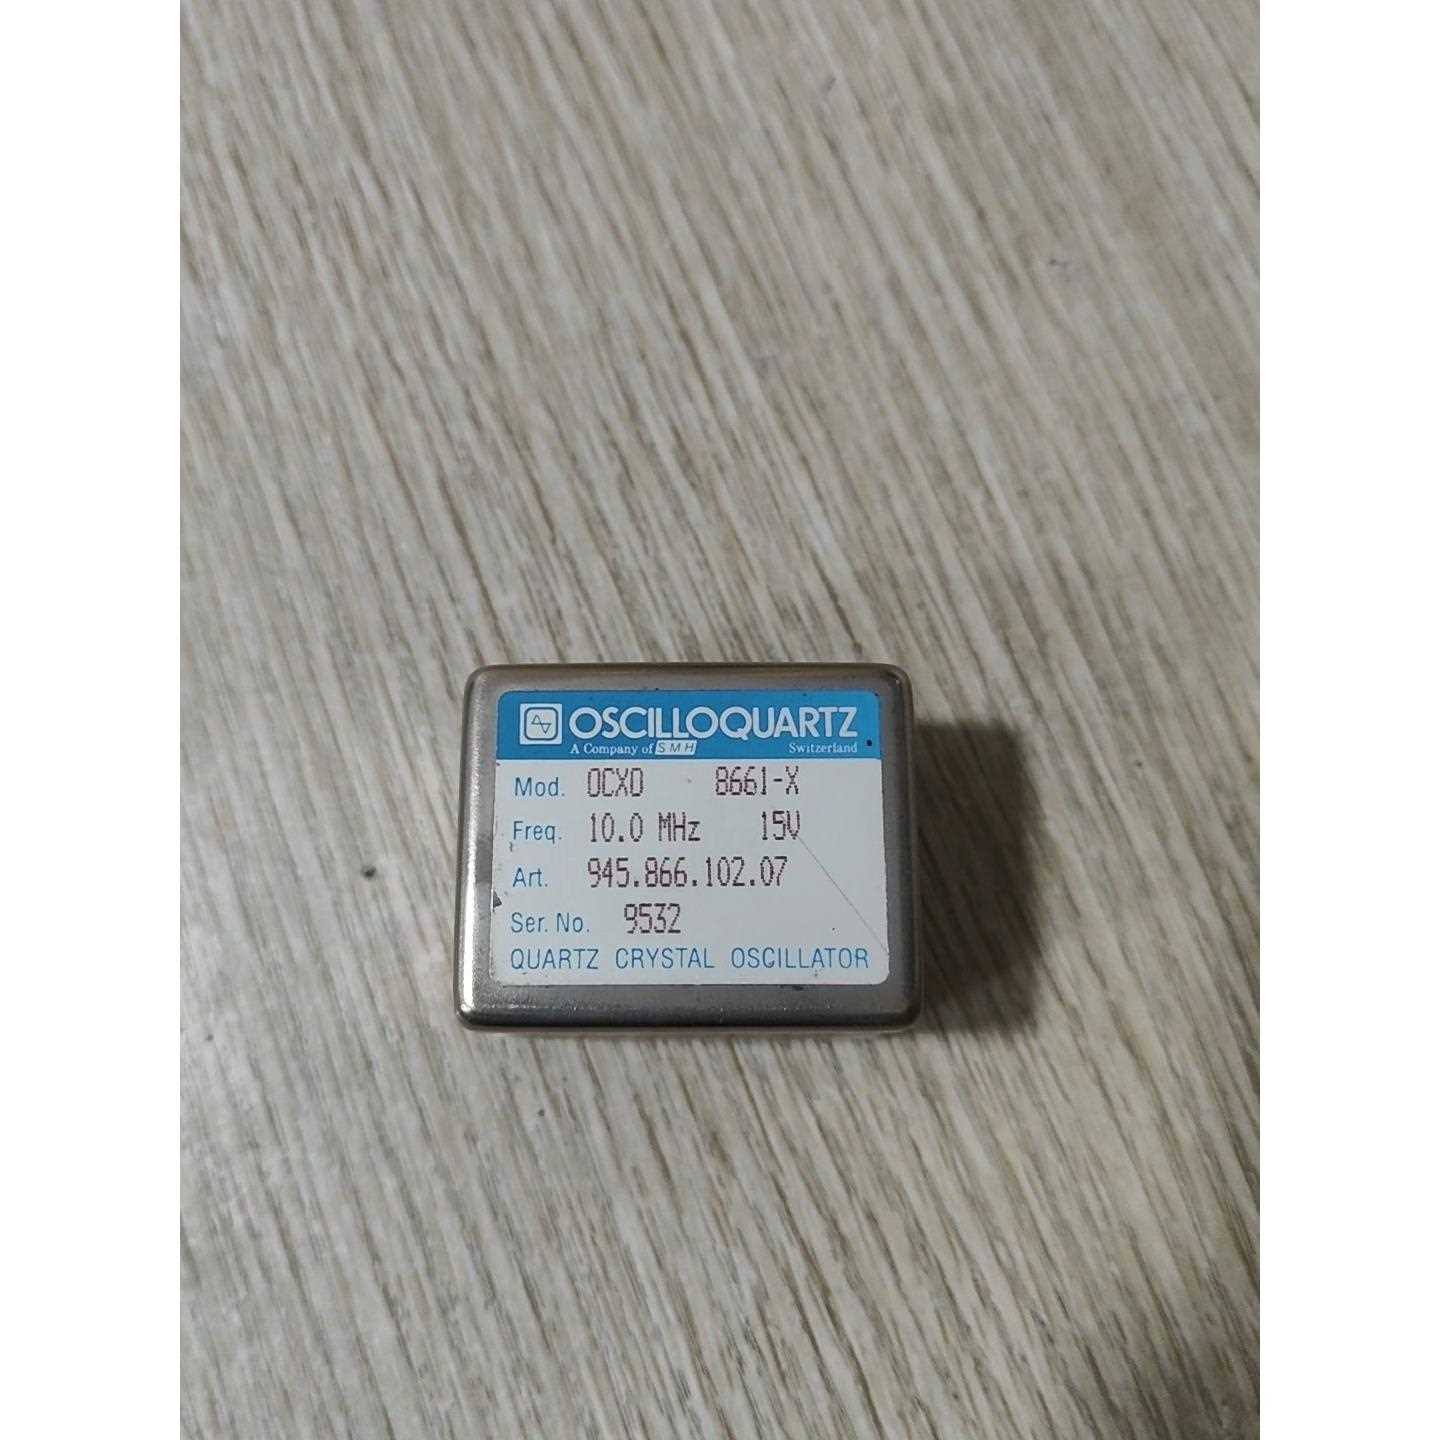 OSCILLOQUARTZ
A Company of SMH Switzerland
Mod. OCXO 8661-X
Freq. 10.0 MHz 15V
Art. 945.866.102.07
Ser. No. 9532
QUARTZ CRYSTAL OSCILLATOR